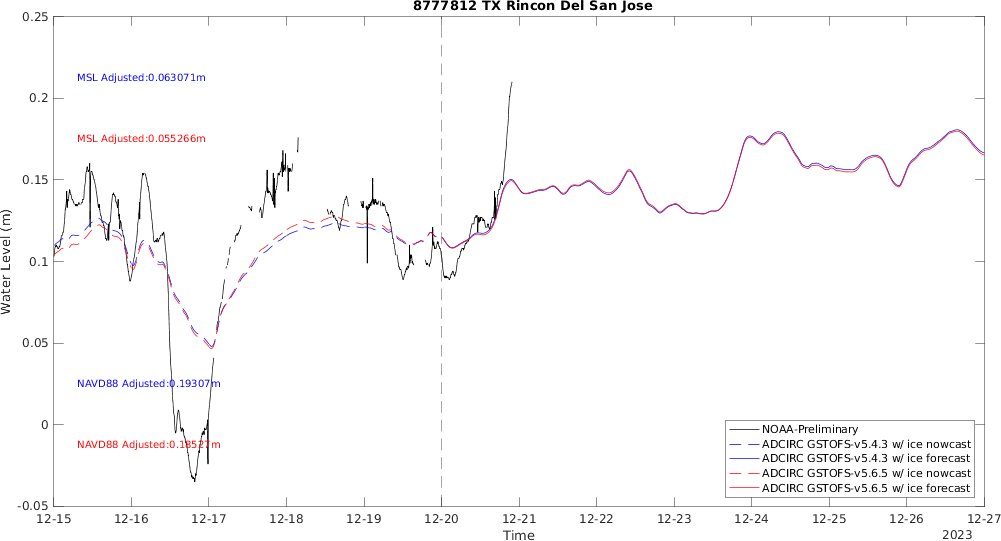 8777812 TX Rincon Del San Jose
0.25
0.2
0.15
0.1
0.05
0
-0.05
Water Level (m)
MSL Adjusted:0.063071m
MSL Adjusted:0.055266m
NAVD88 Adjusted:0.19307m
NAVD88 Adjusted:0.18527m
NOAA-Preliminary
ADCIRC GSTOFS-v5.4.3 w/ ice nowcast
ADCIRC GSTOFS-v5.4.3 w/ ice forecast
ADCIRC GSTOFS-v5.6.5 w/ ice nowcast
ADCIRC GSTOFS-v5.6.5 w/ ice forecast
12-15 12-16 12-17 12-18 12-19 12-20 12-21 12-22 12-23 12-24 12-25 12-26 12-27
Time
2023